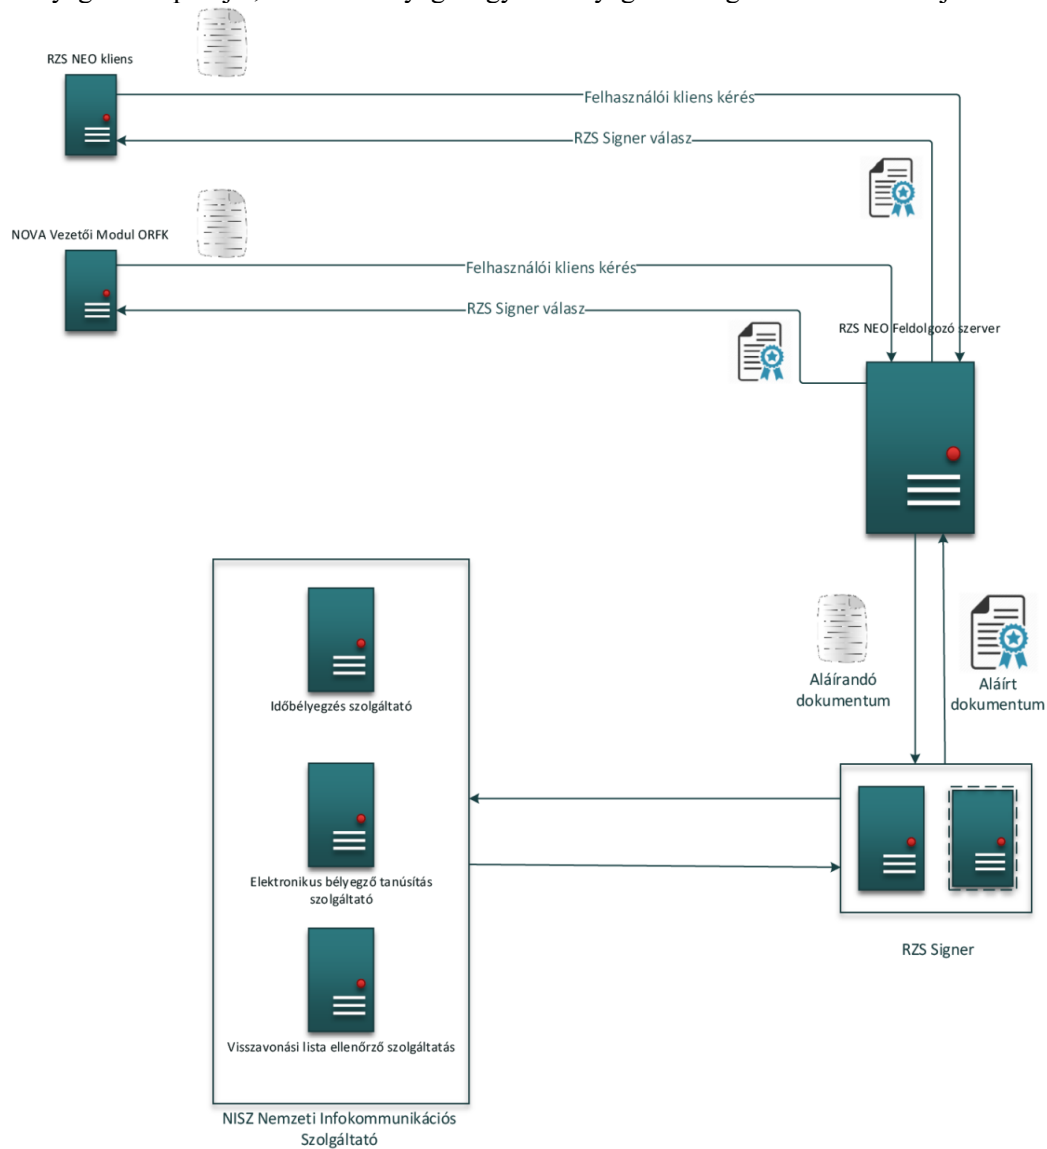 RZS NEO kliens
Felhasználói kliens kérés
RZS Signer válasz
NOVA Vezetői Modul ORFK
Felhasználói kliens kérés
RZS Signer válasz
RZS NEO Feldolgozó szerver
Aláírandó
dokumentum
Aláírt
dokumentum
Időbélyegzés szolgáltató
Elektronikus bélyegző tanúsítás
szolgáltató
RZS Signer
Visszavonási lista ellenőrző szolgáltatás
NISZ Nemzeti Infokommunikációs
Szolgáltató